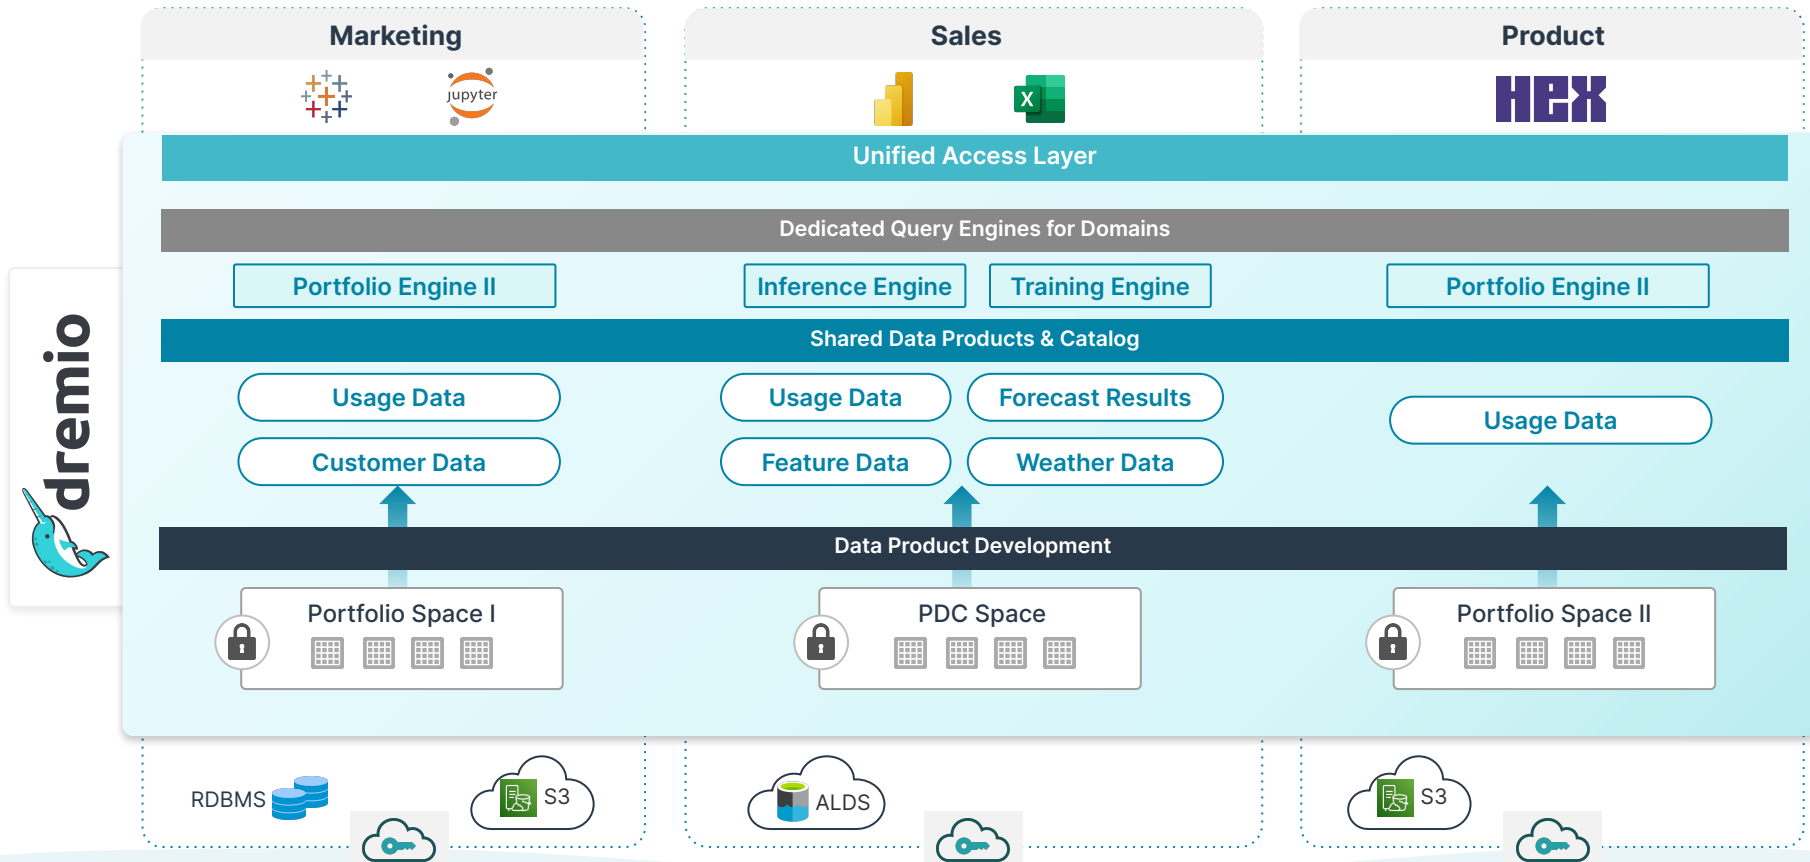 Marketing
Sales
Product
jupyter
X
HEX
Unified Access Layer
Dedicated Query Engines for Domains
Portfolio Engine II
Inference Engine
Training Engine
Portfolio Engine II
Shared Data Products & Catalog
Usage Data
Usage Data
Forecast Results
Usage Data
Customer Data
Feature Data
Weather Data
dremio
Data Product Development
Portfolio Space I
PDC Space
Portfolio Space II
RDBMS
S3
ALDS
S3